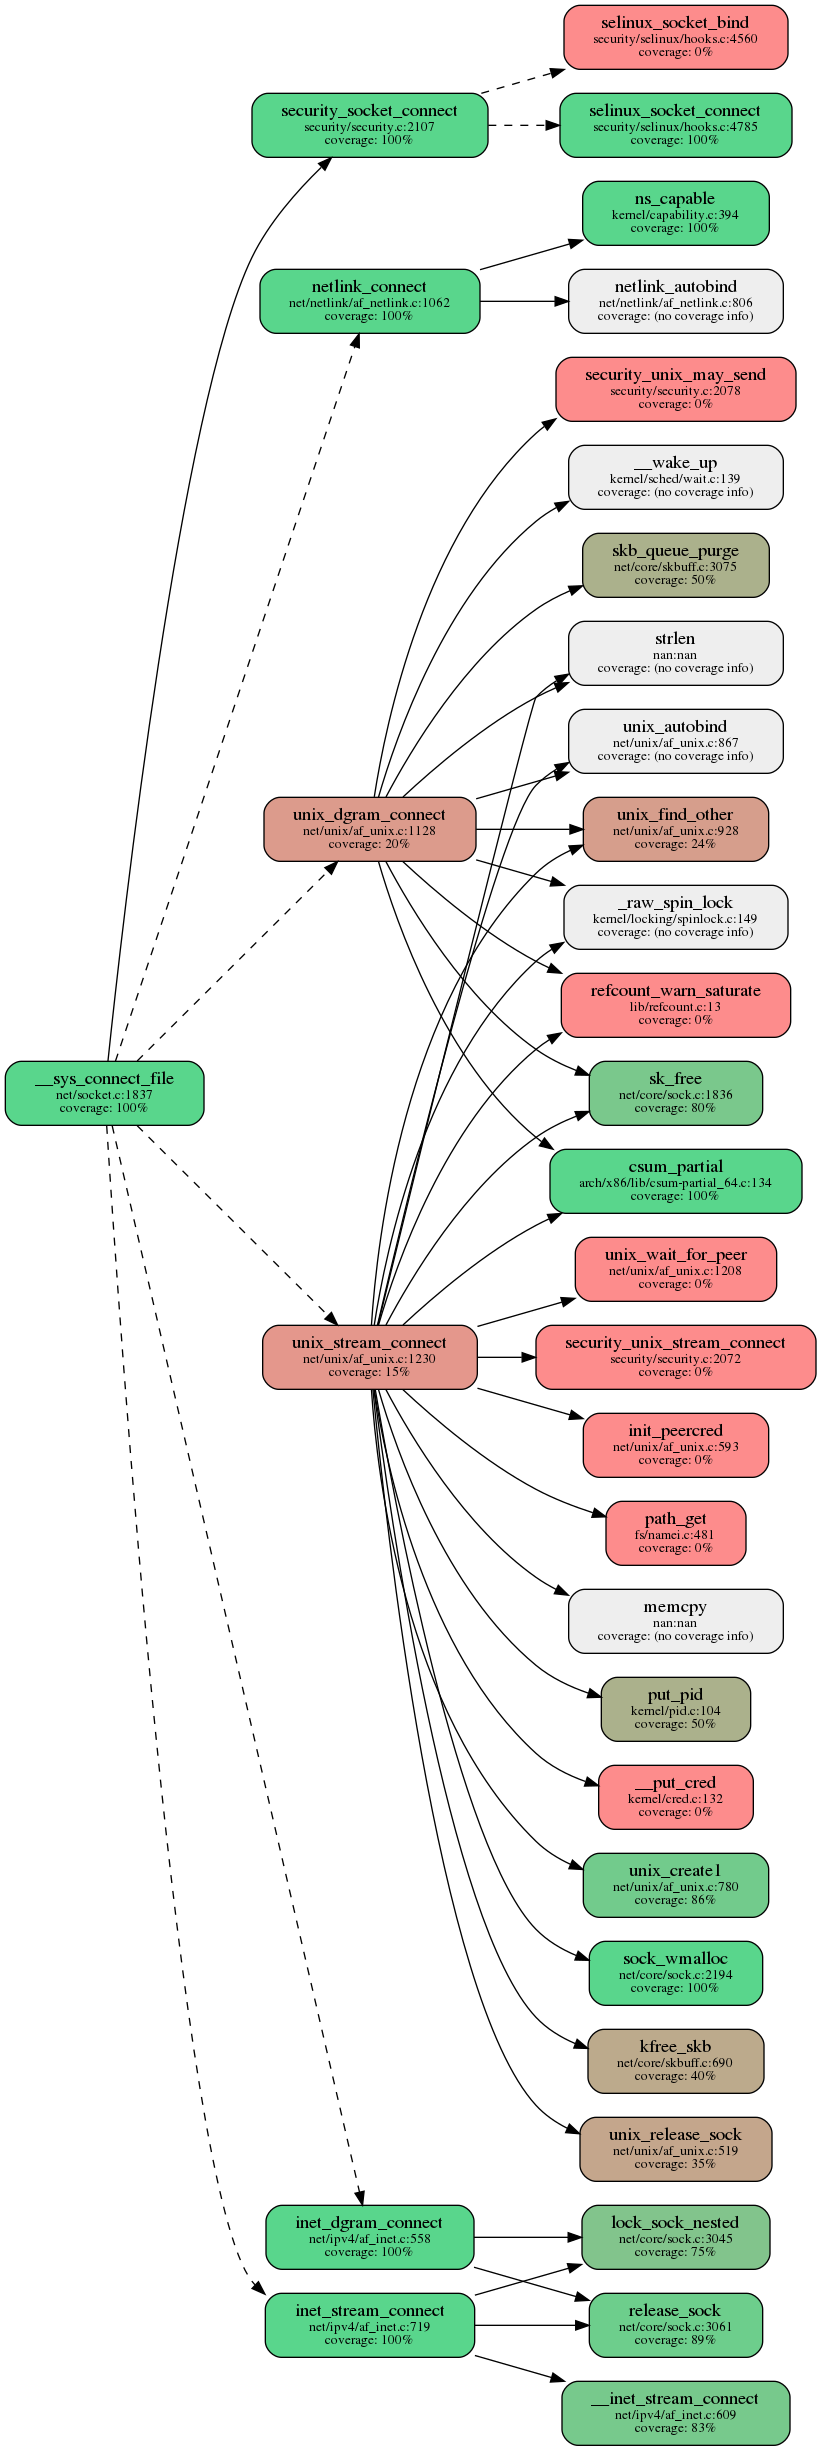 selinux_socket_bind
security/selinux/hooks.c:4560
coverage: 0%
security_socket_connect
security/security.c:2107
coverage: 100%
selinux_socket_connect
security/selinux/hooks.c:4785
coverage: 100%
ns_capable
kernel/capability.c:394
coverage: 100%
netlink_connect
net/netlink/af_netlink.c:1062
coverage: 100%
netlink_autobind
net/netlink/af_netlink.c:806
coverage: (no coverage info)
security_unix_may_send
security/security.c:2078
coverage: 0%
__wake_up
kernel/sched/wait.c:139
coverage: (no coverage info)
skb_queue_purge
net/core/skbuff.c:3075
coverage: 50%
strlen
nan:nan
coverage: (no coverage info)
unix_autobind
net/unix/af_unix.c:867
coverage: (no coverage info)
unix_dgram_connect
net/unix/af_unix.c:1128
coverage: 20%
unix_find_other
net/unix/af_unix.c:928
coverage: 24%
_raw_spin_lock
kernel/locking/spinlock.c:149
coverage: (no coverage info)
refcount_warn_saturate
lib/refcount.c:13
coverage: 0%
__sys_connect_file
net/socket.c:1837
coverage: 100%
sk_free
net/core/sock.c:1836
coverage: 80%
csum_partial
arch/x86/lib/csum-partial_64.c:134
coverage: 100%
unix_wait_for_peer
net/unix/af_unix.c:1208
coverage: 0%
unix_stream_connect
net/unix/af_unix.c:1230
coverage: 15%
security_unix_stream_connect
security/security.c:2072
coverage: 0%
init_peercred
net/unix/af_unix.c:593
coverage: 0%
path_get
fs/namei.c:481
coverage: 0%
memcpy
nan:nan
coverage: (no coverage info)
put_pid
kernel/pid.c:104
coverage: 50%
__put_cred
kernel/cred.c:132
coverage: 0%
unix_create1
net/unix/af_unix.c:780
coverage: 86%
sock_wmalloc
net/core/sock.c:2194
coverage: 100%
kfree_skb
net/core/skbuff.c:690
coverage: 40%
unix_release_sock
net/unix/af_unix.c:519
coverage: 35%
inet_dgram_connect
net/ipv4/af_inet.c:558
coverage: 100%
lock_sock_nested
net/core/sock.c:3045
coverage: 75%
inet_stream_connect
net/ipv4/af_inet.c:719
coverage: 100%
release_sock
net/core/sock.c:3061
coverage: 89%
__inet_stream_connect
net/ipv4/af_inet.c:609
coverage: 83%